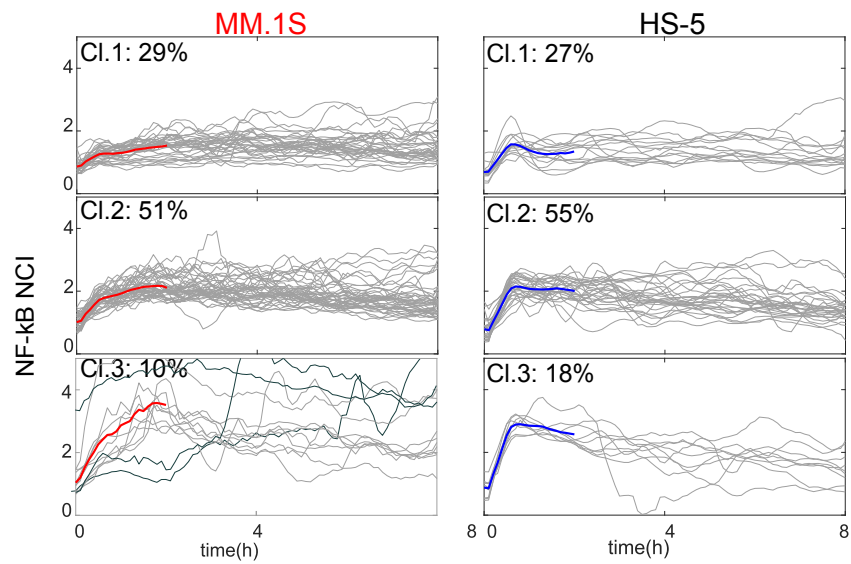 MM.1S
HS-5
Cl.1: 29%
Cl.1: 27%
4
2
0
Cl.2: 51%
Cl.2: 55%
4
2
0
Cl.3: 10%
Cl.3: 18%
4
2
0
NF-kB NCI
0 4 8
0 4 8
time(h)
time(h)